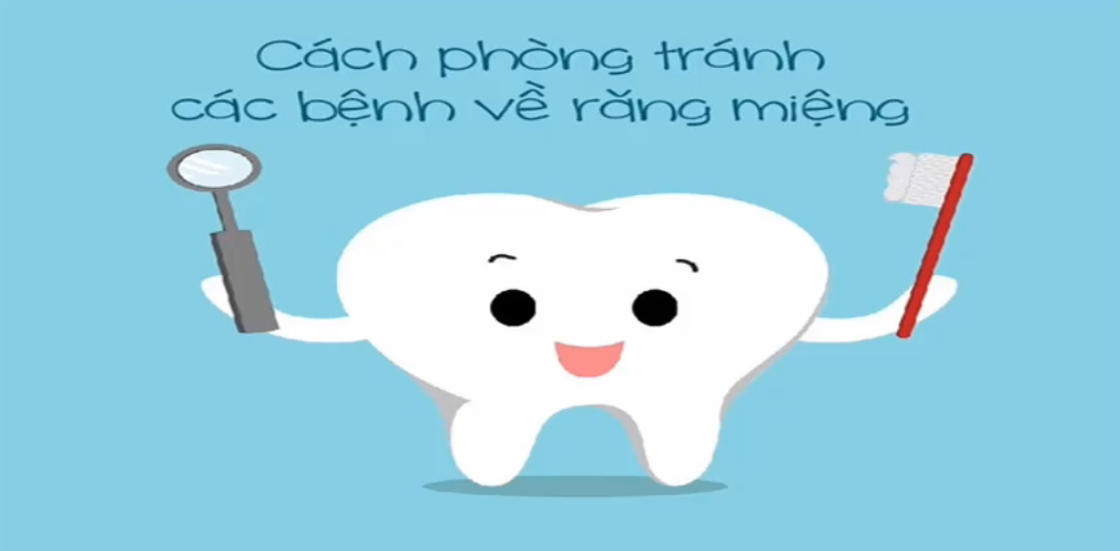 Cách phòng tránh
các bệnh về răng miệng